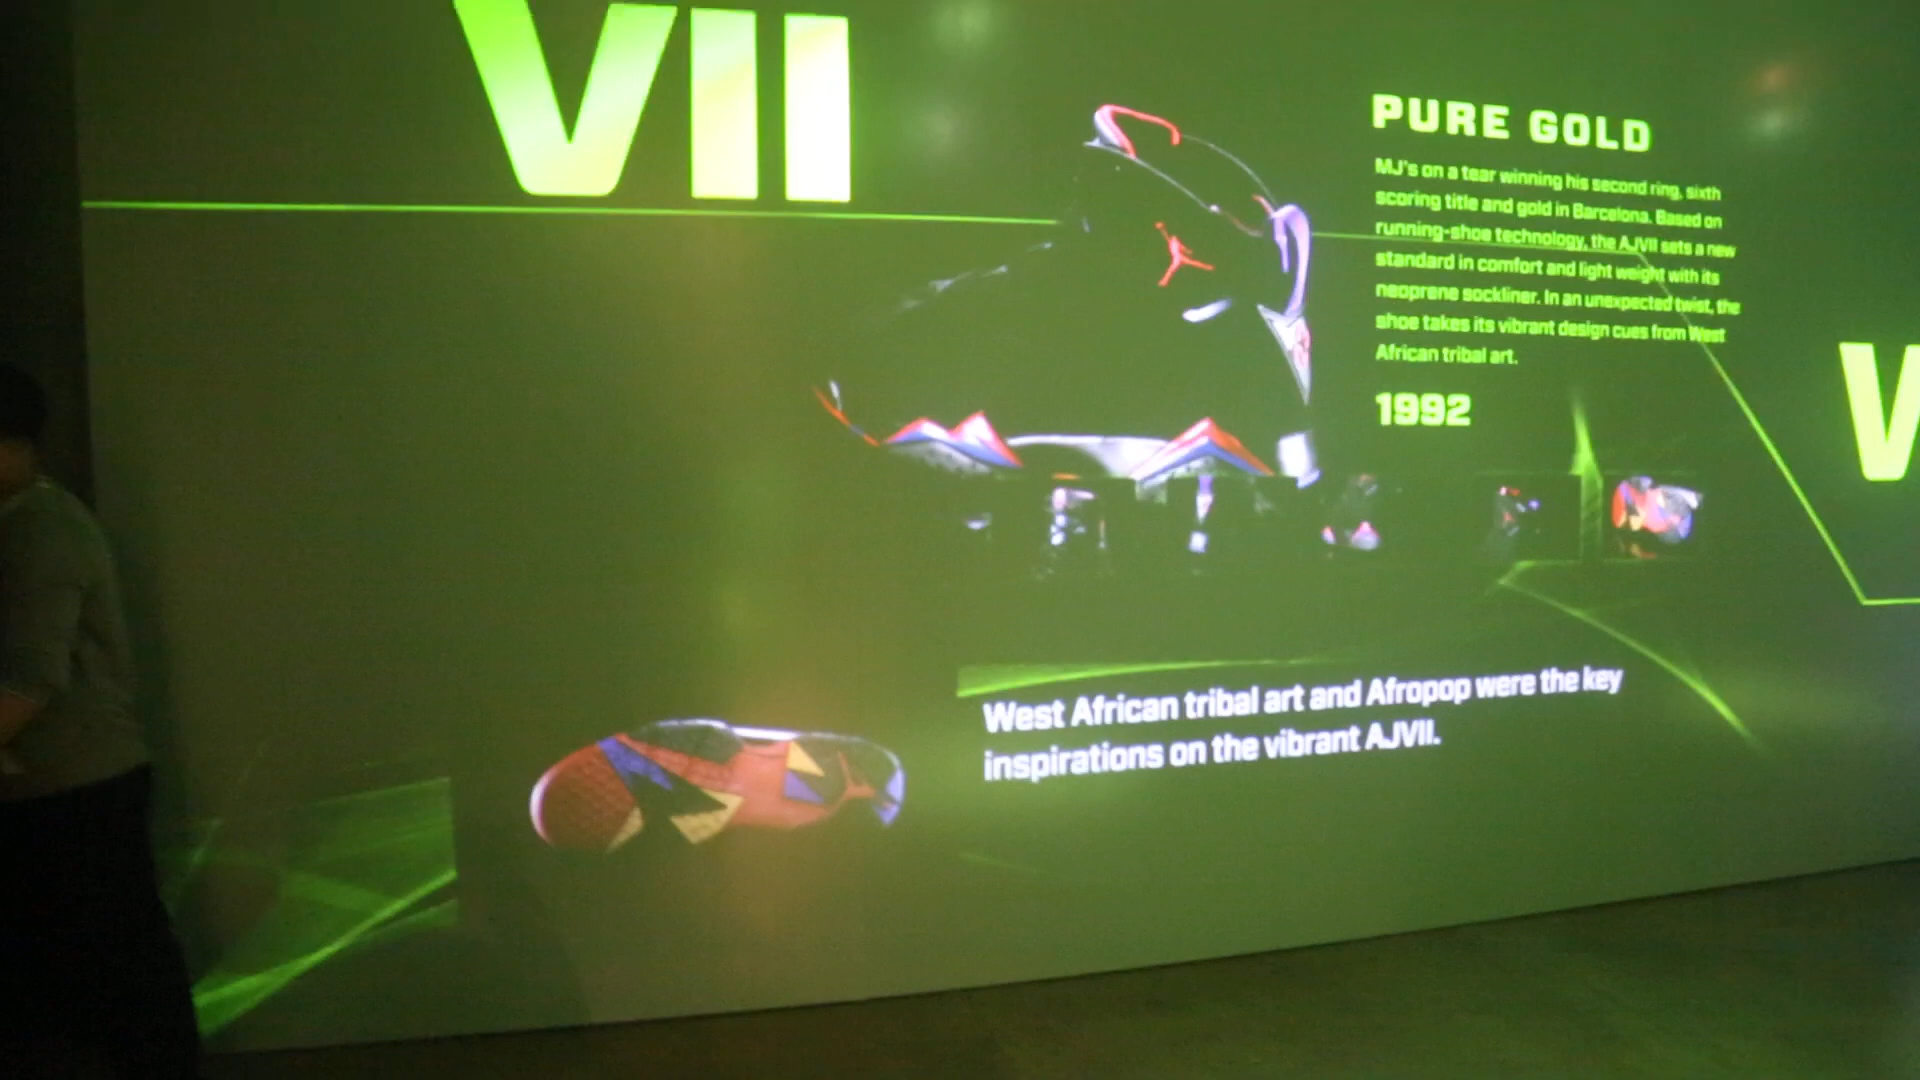 VII
PURE GOLD
MJ's on a tear winning his second ring, sixth
scoring title and gold in Barcelona. Based on
running-shoe technology, the AJVII sets a new
standard in comfort and light weight with its
neoprene sockliner. In an unexpected twist, the
shoe takes its vibrant design cues from West
African tribal art.
1992
V
West African tribal art and Afropop were the key
inspirations on the vibrant AJVII.